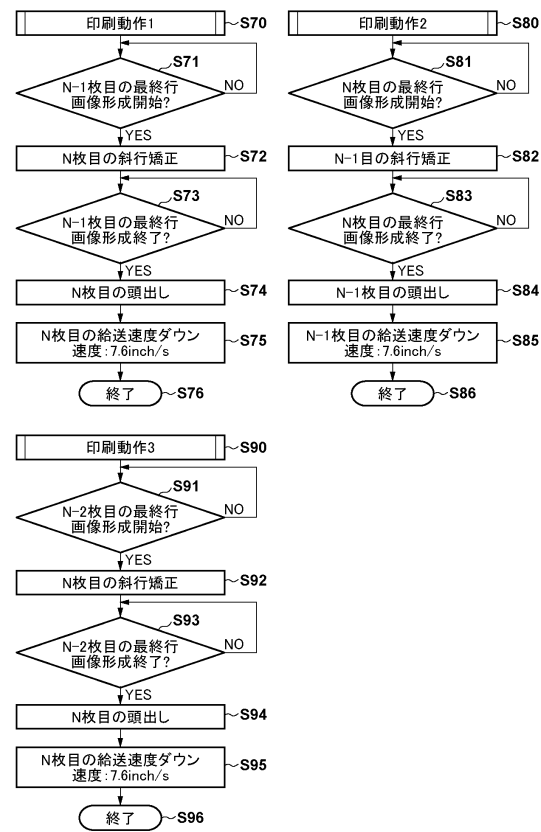 印刷動作1
S70
S71
N-1枚目の最終行
画像形成開始?
NO
YES
N枚目の斜行矯正
S72
S73
N-1枚目の最終行
画像形成終了?
NO
YES
N枚目の頭出し
S74
N枚目の給送速度ダウン
速度:7.6inch/s
S75
終了
S76
印刷動作2
S80
S81
N枚目の最終行
画像形成開始?
NO
YES
N-1目の斜行矯正
S82
S83
N枚目の最終行
画像形成終了?
NO
YES
N-1枚目の頭出し
S84
N-1枚目の給送速度ダウン
速度:7.6inch/s
S85
終了
S86
印刷動作3
S90
S91
N-2枚目の最終行
画像形成開始?
NO
YES
N枚目の斜行矯正
S92
S93
N-2枚目の最終行
画像形成終了?
NO
YES
N枚目の頭出し
S94
N枚目の給送速度ダウン
速度:7.6inch/s
S95
終了
S96